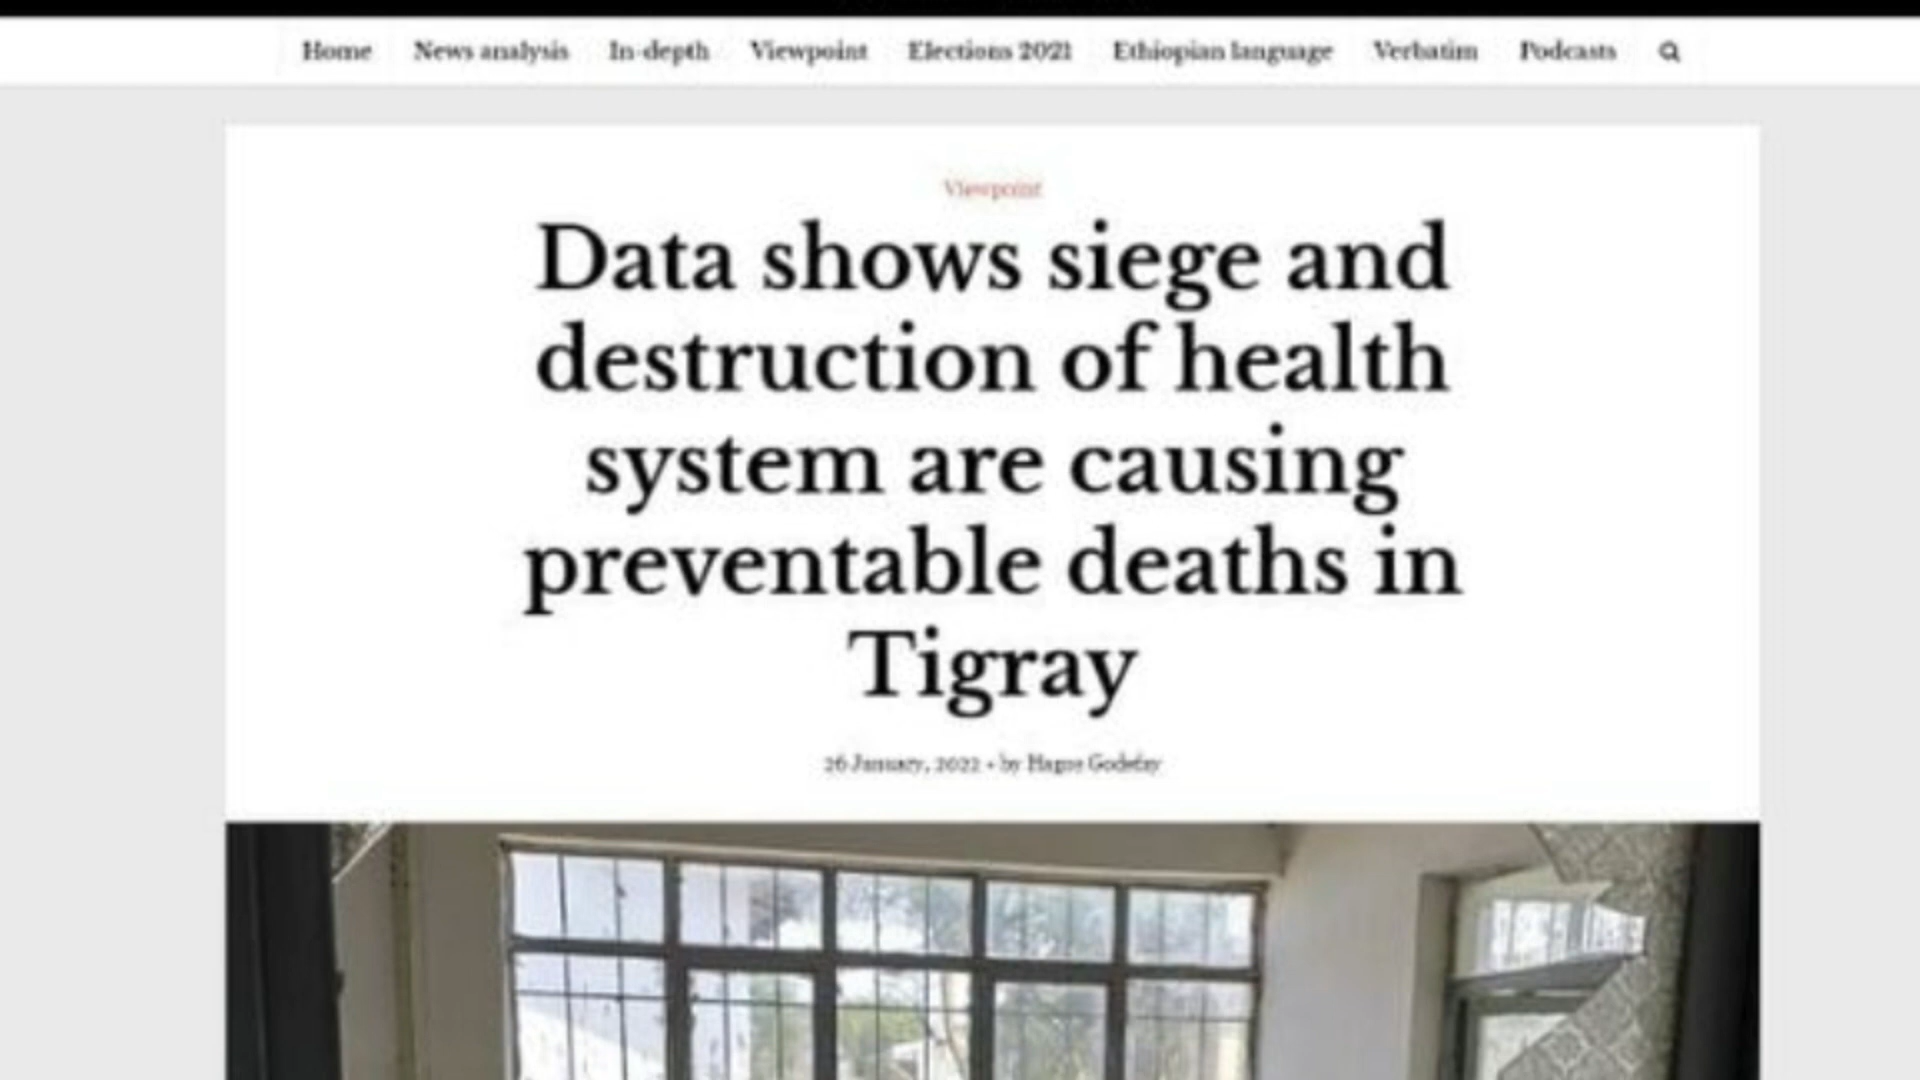 Home News analysis In-depth Viewpoint Elections 2021 Ethiopian language Verbatim Podcasts
Viewpoint
Data shows siege and
destruction of health
system are causing
preventable deaths in
Tigray
26 January, 2022 • by Hagos Godefay